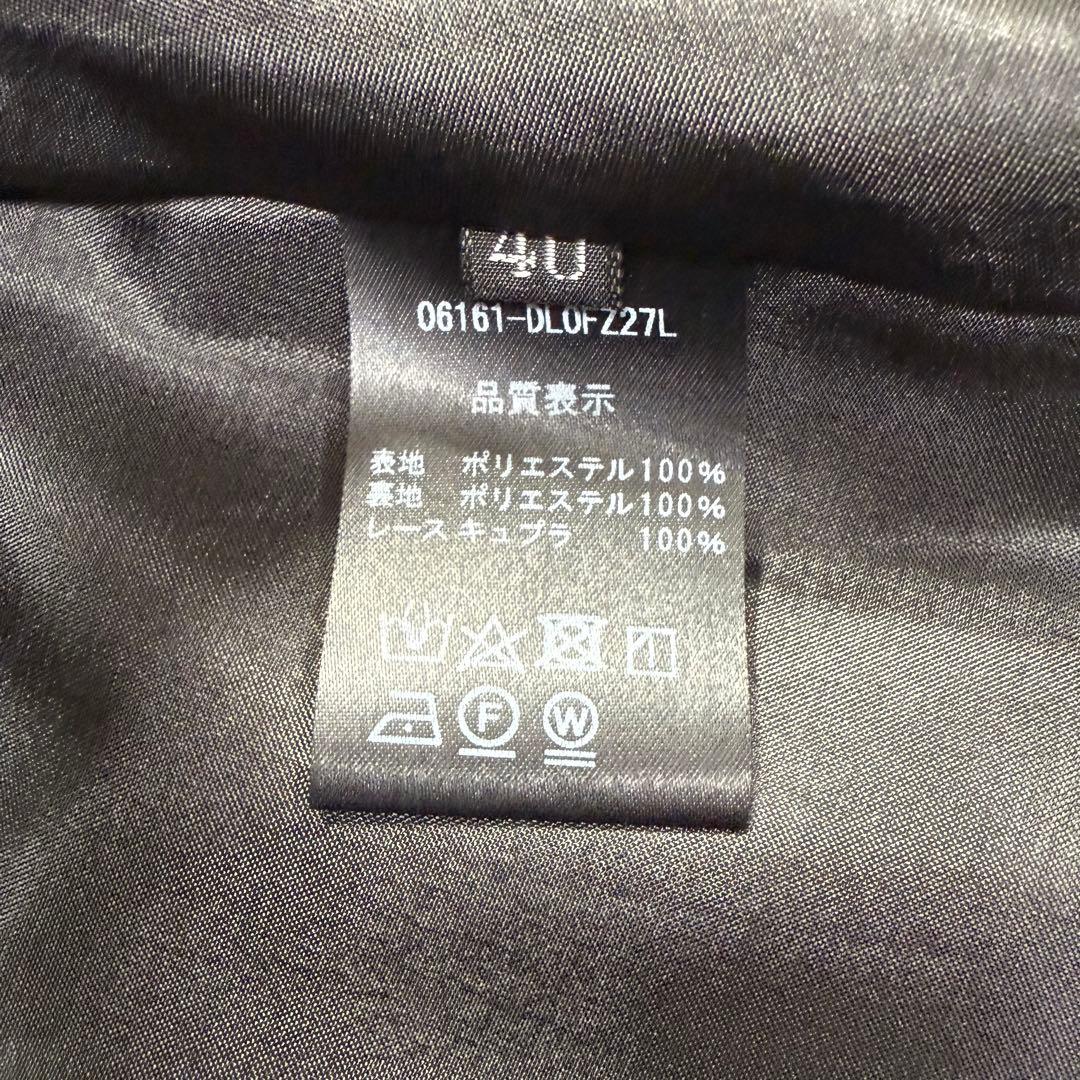 40
06161-DLOFZ27L
品質表示
表地 ポリエステル100%
裏地 ポリエステル100%
レース キュプラ 100%
F W